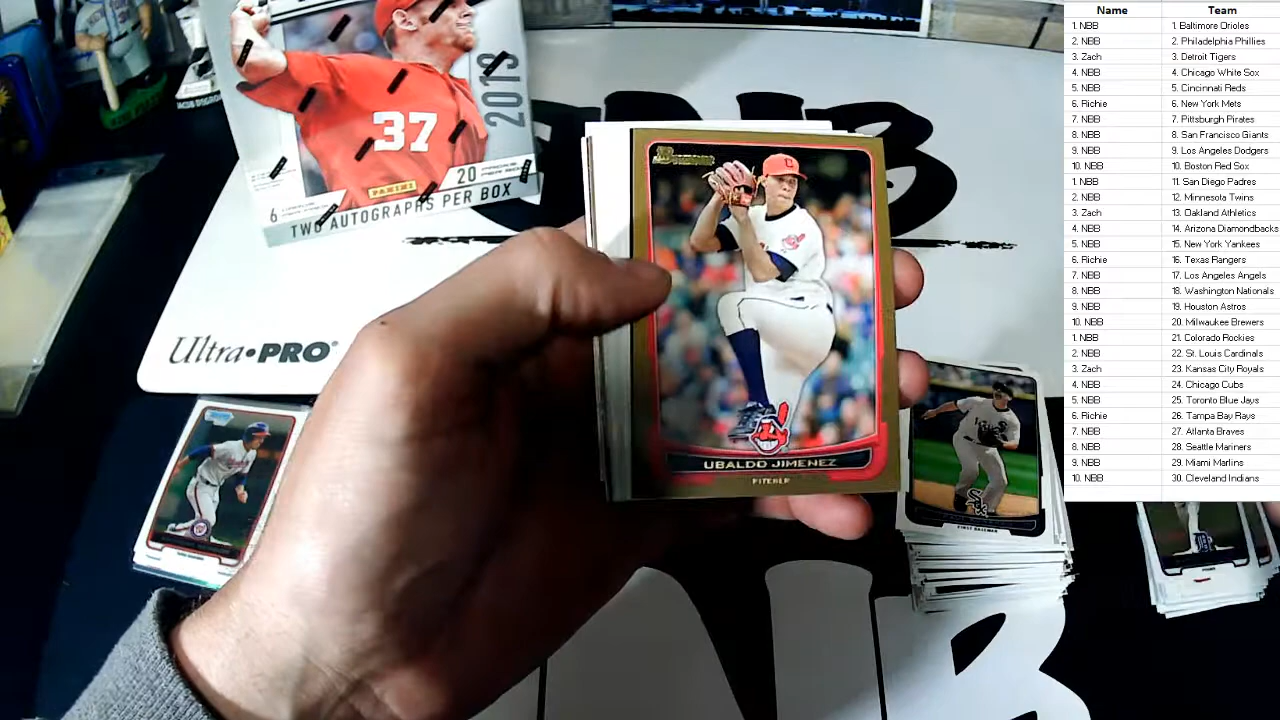 37
2013
PANINI
20
6
TWO AUTOGRAPHS PER BOX
Ultra•PRO®
Bowman
C
UBALDO JIMENEZ
PITCHER
FIRST BASEMAN
Name Team
1. NBB 1. Baltimore Orioles
2. NBB 2. Philadelphia Phillies
3. Zach 3. Detroit Tigers
4. NBB 4. Chicago White Sox
5. NBB 5. Cincinnati Reds
6. Richie 6. New York Mets
7. NBB 7. Pittsburgh Pirates
8. NBB 8. San Francisco Giants
9. NBB 9. Los Angeles Dodgers
10. NBB 10. Boston Red Sox
1. NBB 11. San Diego Padres
2. NBB 12. Minnesota Twins
3. Zach 13. Oakland Athletics
4. NBB 14. Arizona Diamondbacks
5. NBB 15. New York Yankees
6. Richie 16. Texas Rangers
7. NBB 17. Los Angeles Angels
8. NBB 18. Washington Nationals
9. NBB 19. Houston Astros
10. NBB 20. Milwaukee Brewers
1. NBB 21. Colorado Rockies
2. NBB 22. St. Louis Cardinals
3. Zach 23. Kansas City Royals
4. NBB 24. Chicago Cubs
5. NBB 25. Toronto Blue Jays
6. Richie 26. Tampa Bay Rays
7. NBB 27. Atlanta Braves
8. NBB 28. Seattle Mariners
9. NBB 29. Miami Marlins
10. NBB 30. Cleveland Indians